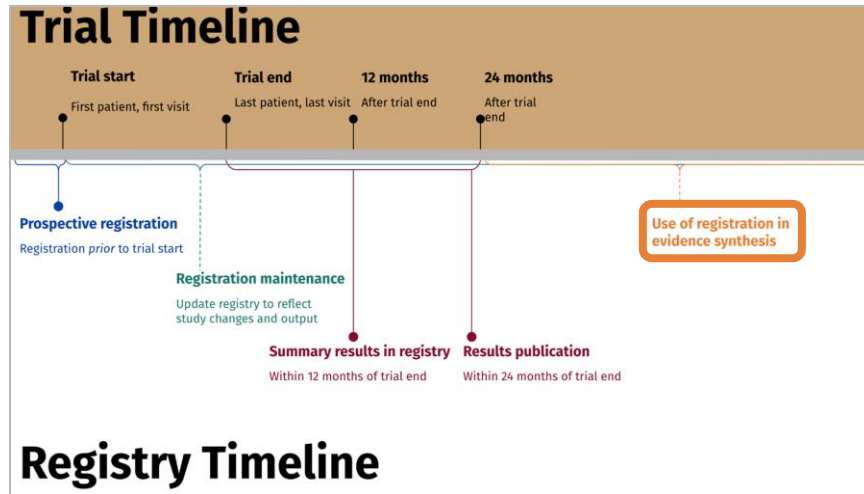 Trial Timeline
Trial start
First patient, first visit
Trial end
Last patient, last visit
12 months
After trial end
24 months
After trial
end
Prospective registration
Registration prior to trial start
Use of registration in
evidence synthesis
Registration maintenance
Update registry to reflect
study changes and output
Summary results in registry
Within 12 months of trial end
Results publication
Within 24 months of trial end
Registry Timeline